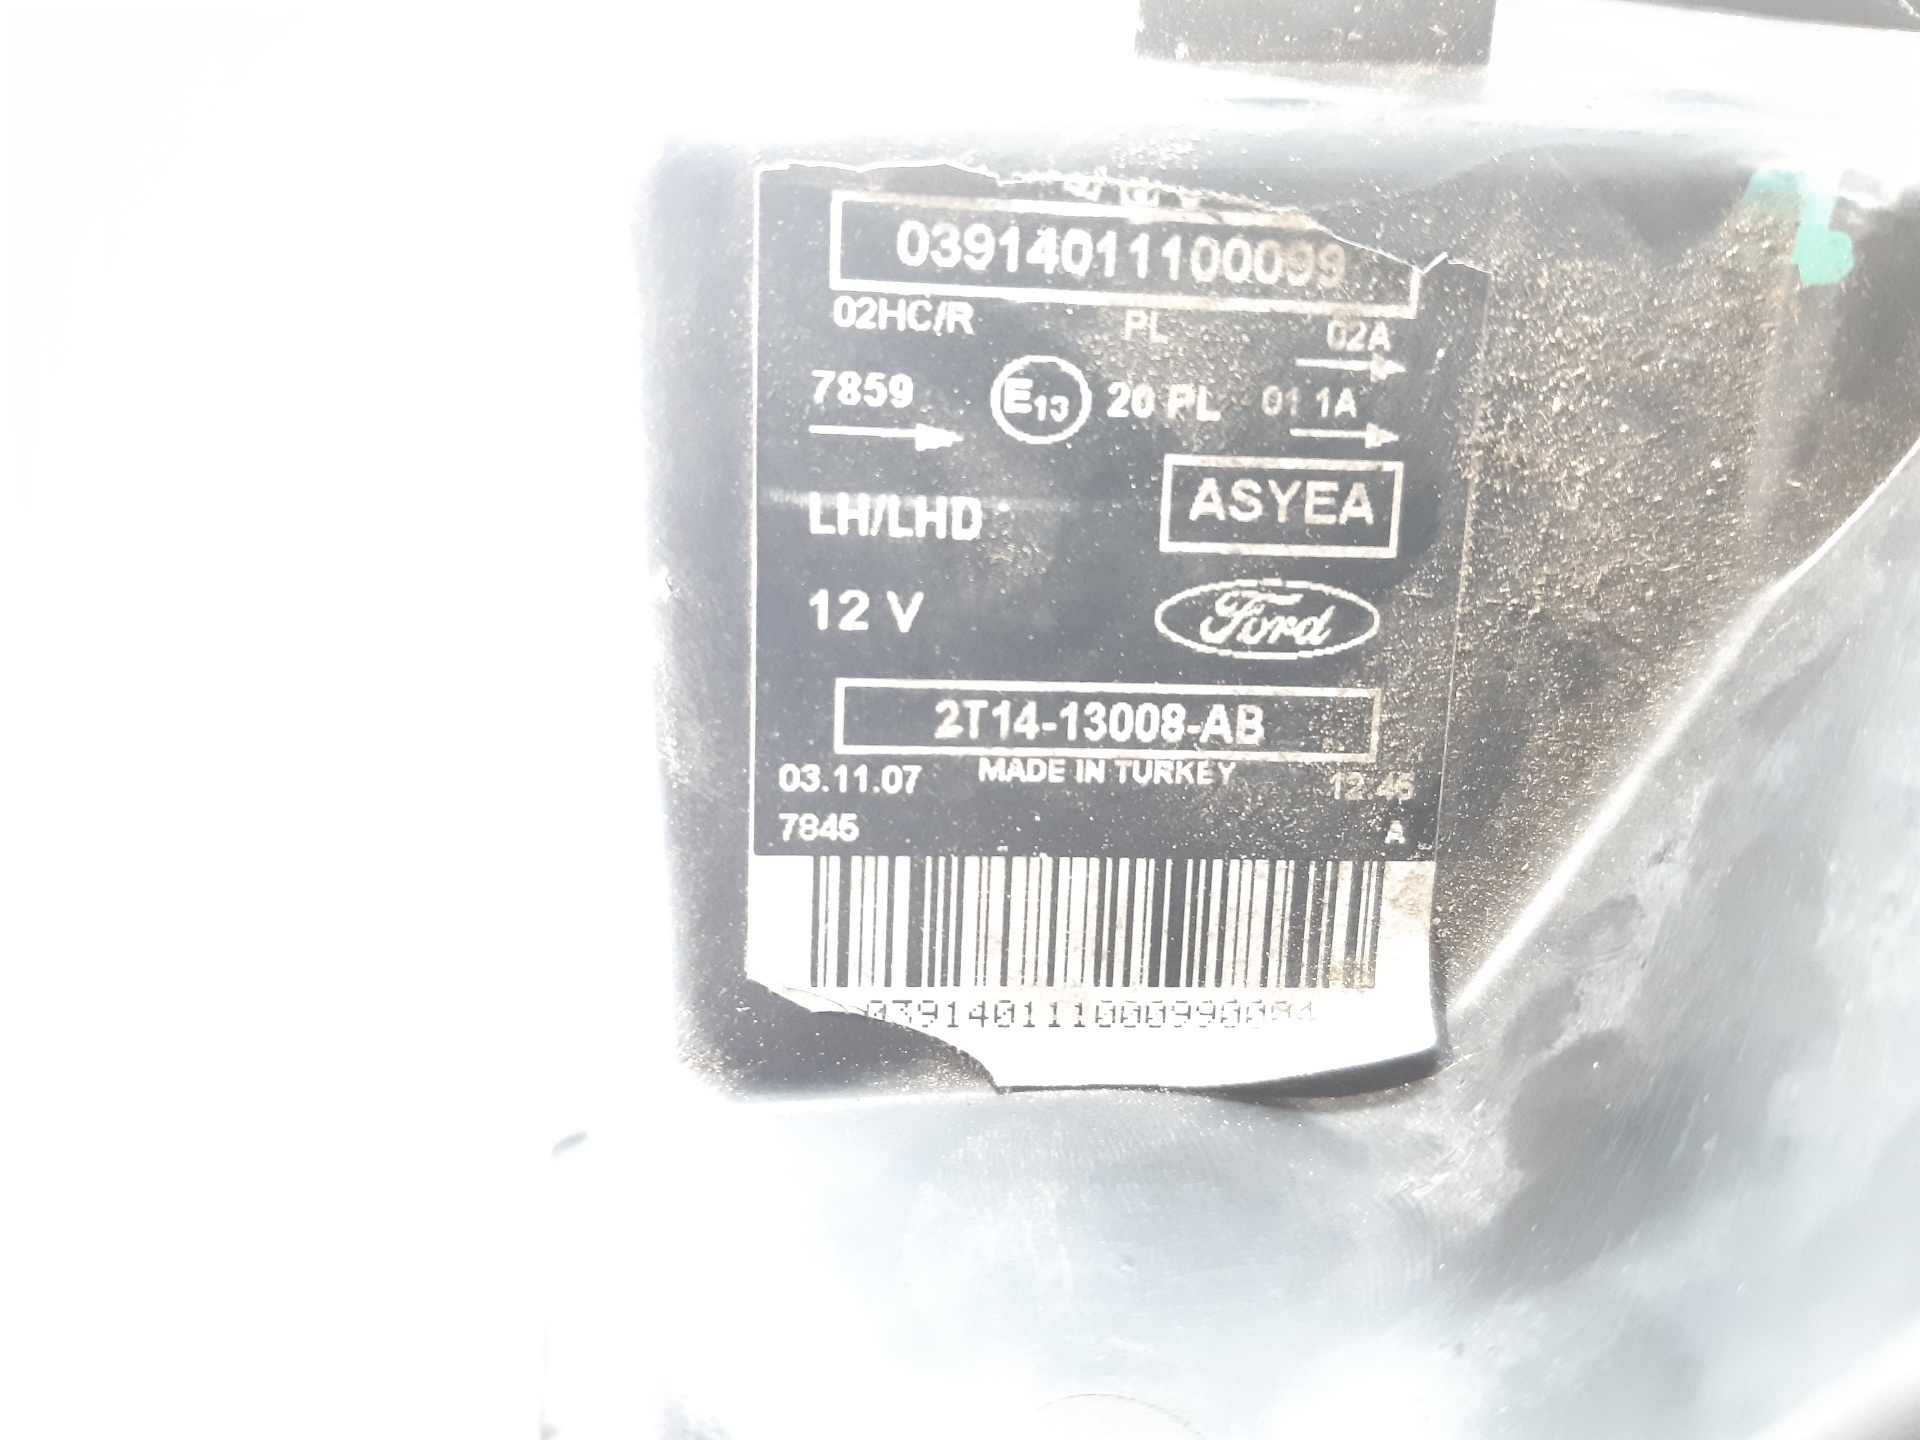 03914011100099
02HC/R PL 02A
7859 E13 20 PL 01 1A
LH/LHD ASYEA
12 V Ford
2T14-13008-AB
MADE IN TURKEY
03.11.07 12.45
7845 A
039140111000990084